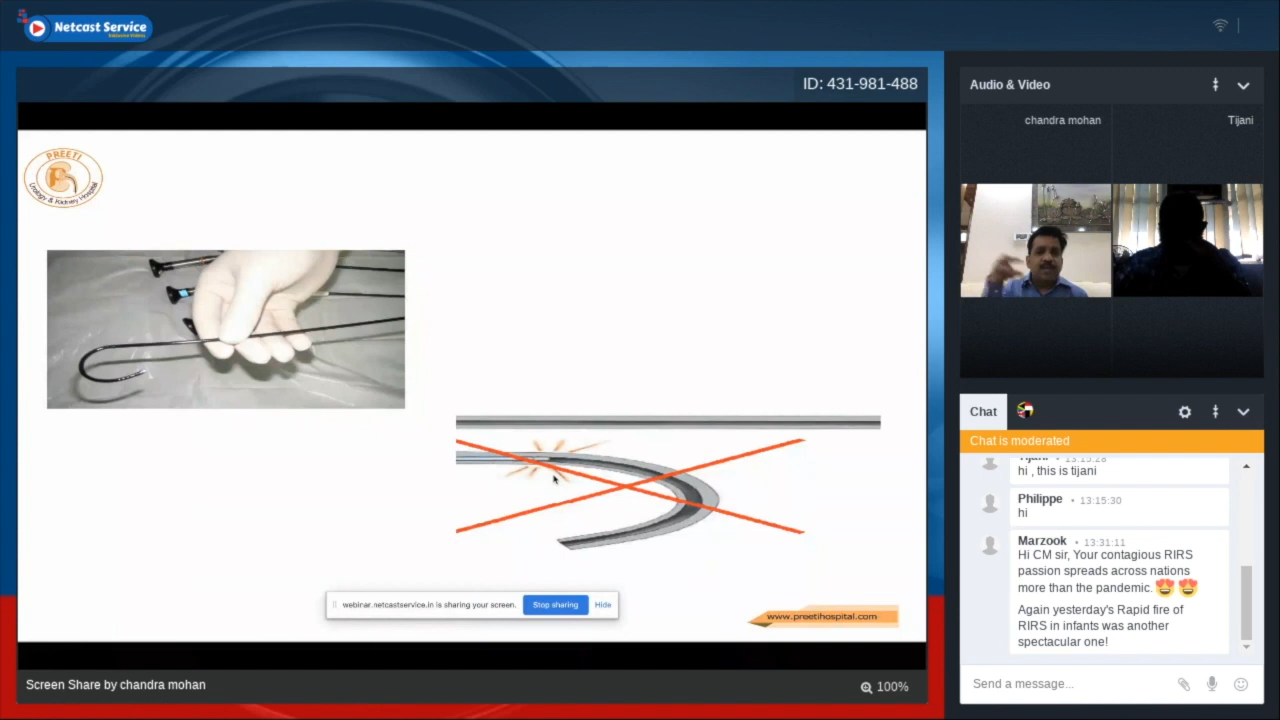 Netcast Service
ID: 431-981-488
PREETI
Urology & Kidney Hospital
webinar.netcastservice.in is sharing your screen.
Stop sharing
Hide
www.preetihospital.com
Screen Share by chandra mohan
100%
Audio & Video
chandra mohan
Tijani
Chat
Chat is moderated
Tijani • 13:15:28
hi , this is tijani
Philippe • 13:15:30
hi
Marzook • 13:31:11
Hi CM sir, Your contagious RIRS
passion spreads across nations
more than the pandemic. 😍 😍
Again yesterday's Rapid fire of
RIRS in infants was another
spectacular one!
Send a message...